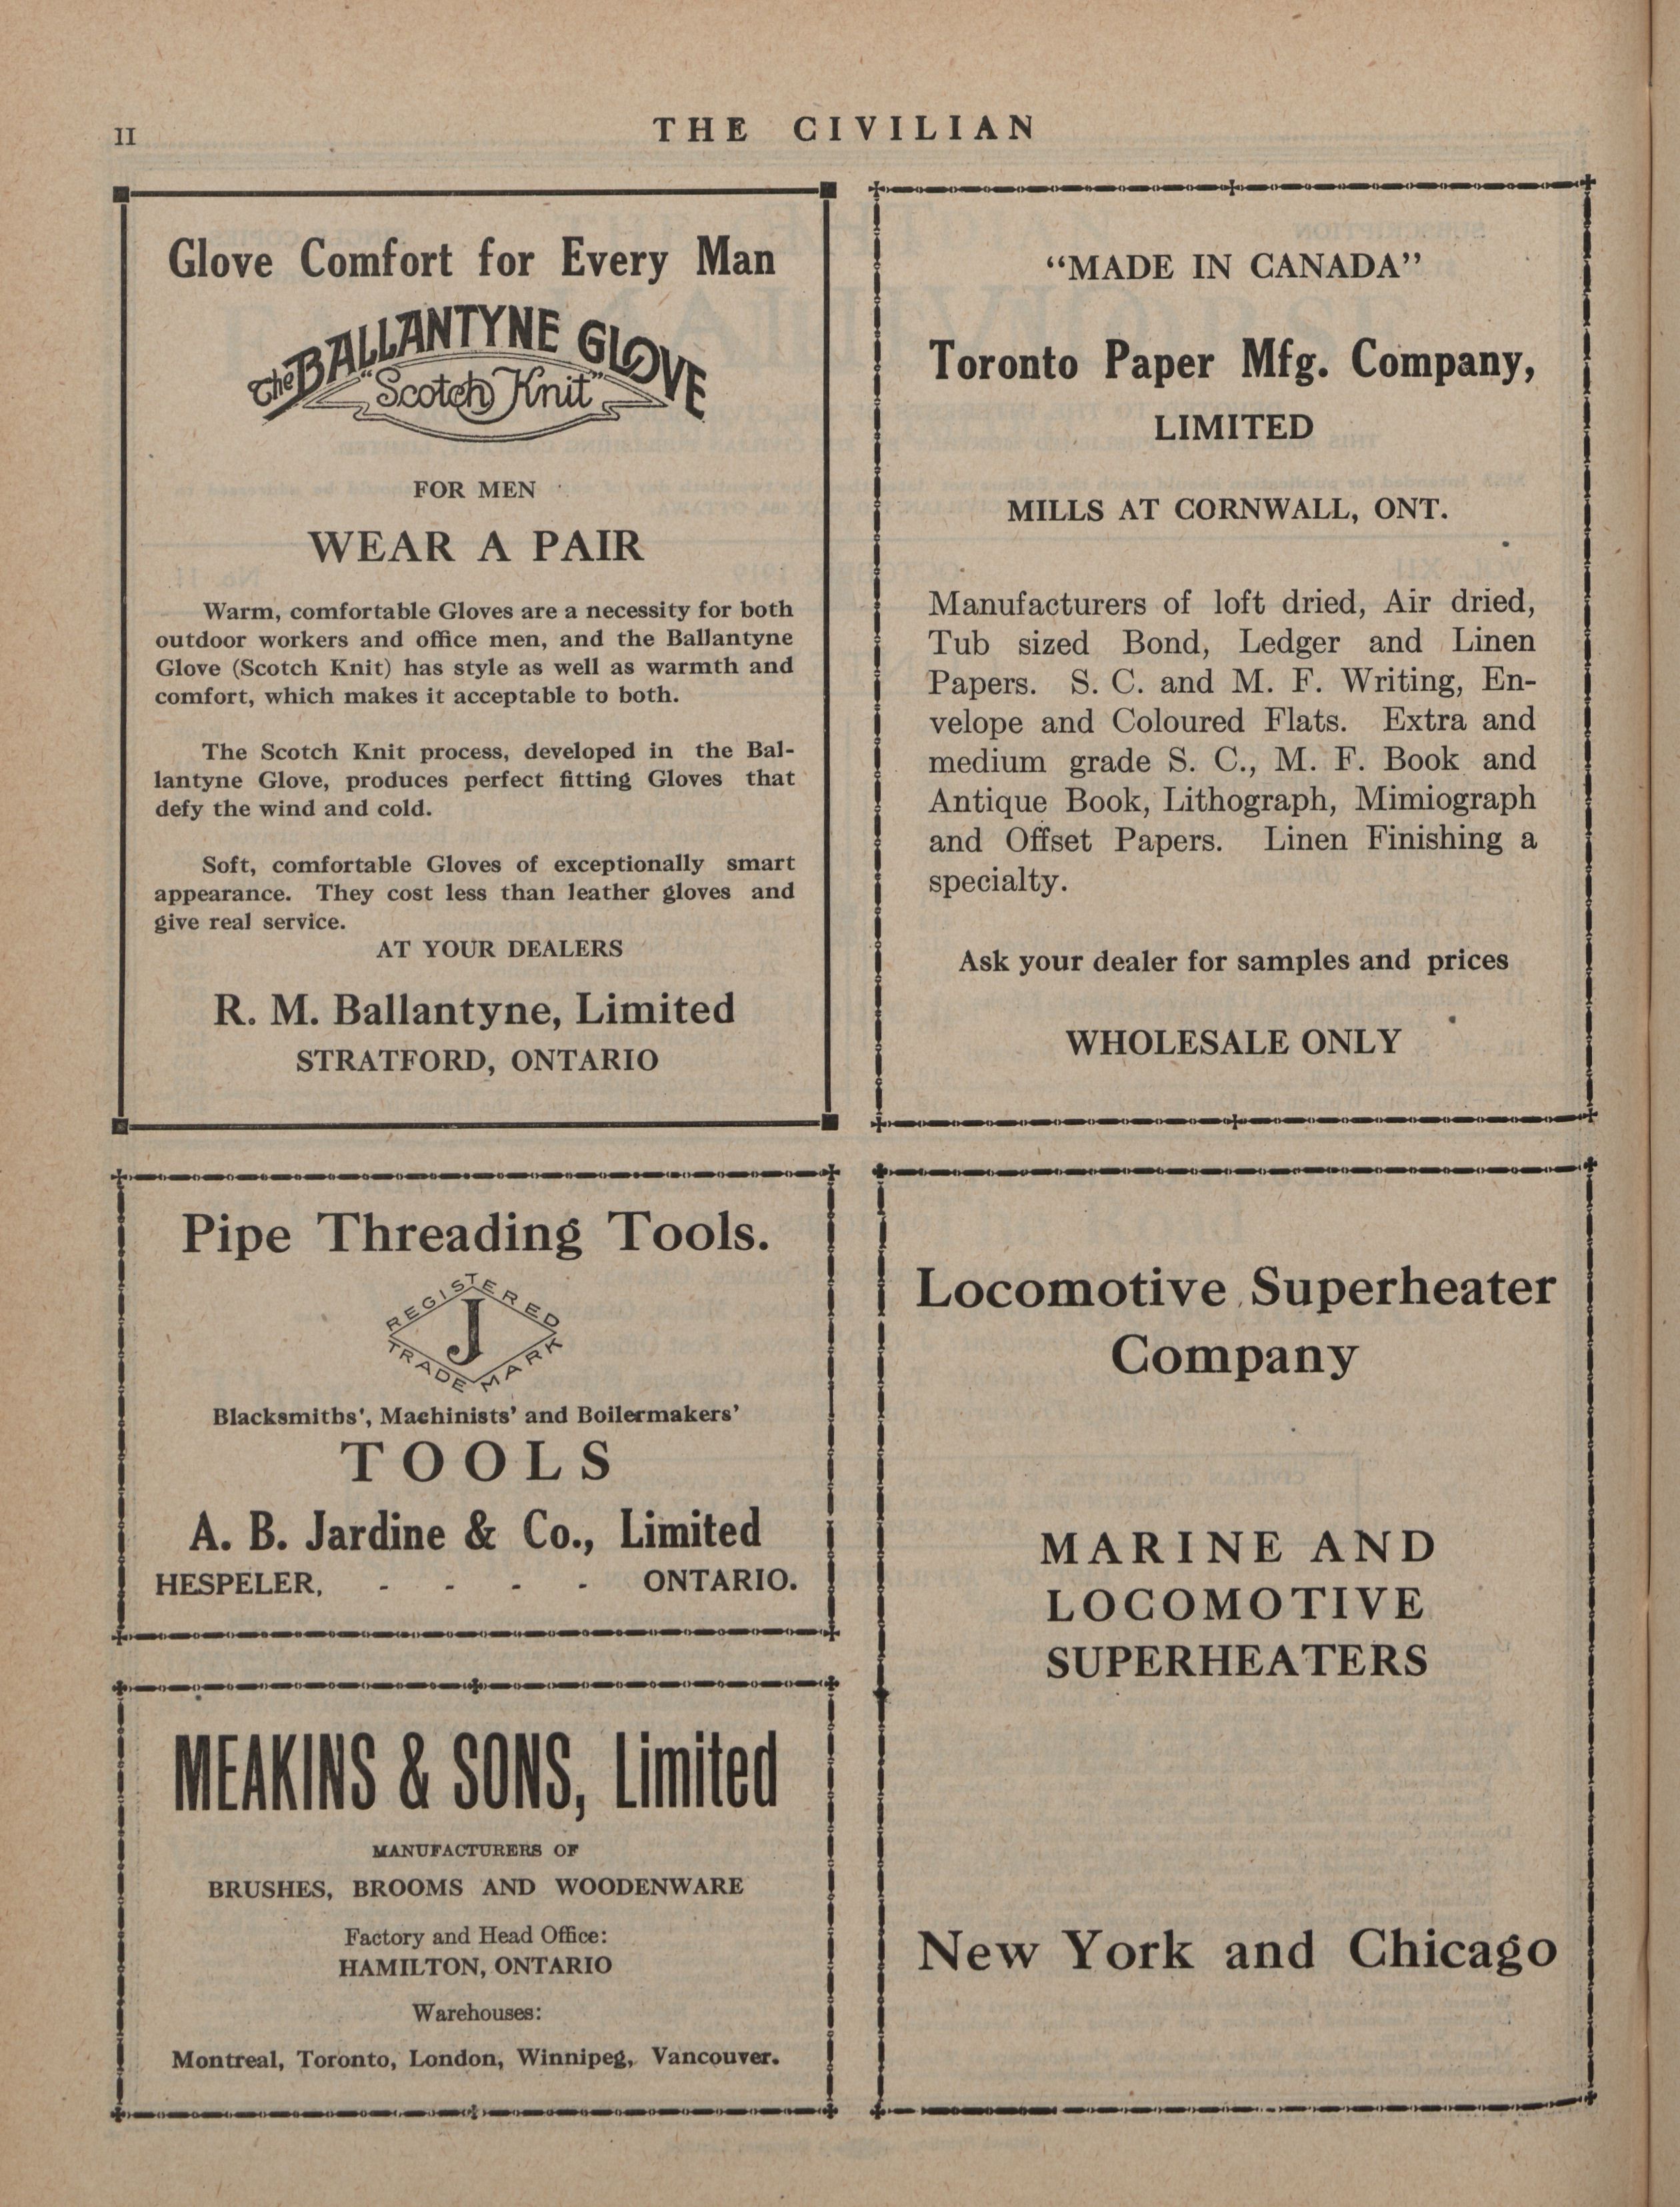 II
THE CIVILIAN
Glove Comfort for Every Man
The BALLANTYNE GLOVE
"Scotch Knit"
FOR MEN
WEAR A PAIR
Warm, comfortable Gloves are a necessity for both
outdoor workers and office men, and the Ballantyne
Glove (Scotch Knit) has style as well as warmth and
comfort, which makes it acceptable to both.
The Scotch Knit process, developed in the Bal-
lantyne Glove, produces perfect fitting Gloves that
defy the wind and cold.
Soft, comfortable Gloves of exceptionally smart
appearance. They cost less than leather gloves and
give real service.
AT YOUR DEALERS
R. M. Ballantyne, Limited
STRATFORD, ONTARIO
"MADE IN CANADA"
Toronto Paper Mfg. Company,
LIMITED
MILLS AT CORNWALL, ONT.
Manufacturers of loft dried, Air dried,
Tub sized Bond, Ledger and Linen
Papers. S. C. and M. F. Writing, En-
velope and Coloured Flats. Extra and
medium grade S. C., M. F. Book and
Antique Book, Lithograph, Mimiograph
and Offset Papers. Linen Finishing a
specialty.
Ask your dealer for samples and prices
WHOLESALE ONLY
Pipe Threading Tools.
REGISTERED
J
TRADE MARK
Blacksmiths', Machinists' and Boilermakers'
TOOLS
A. B. Jardine & Co., Limited
HESPELER, - - - - ONTARIO.
MEAKINS & SONS, Limited
MANUFACTURERS OF
BRUSHES, BROOMS AND WOODENWARE
Factory and Head Office:
HAMILTON, ONTARIO
Warehouses:
Montreal, Toronto, London, Winnipeg, Vancouver.
Locomotive Superheater
Company
MARINE AND
LOCOMOTIVE
SUPERHEATERS
New York and Chicago